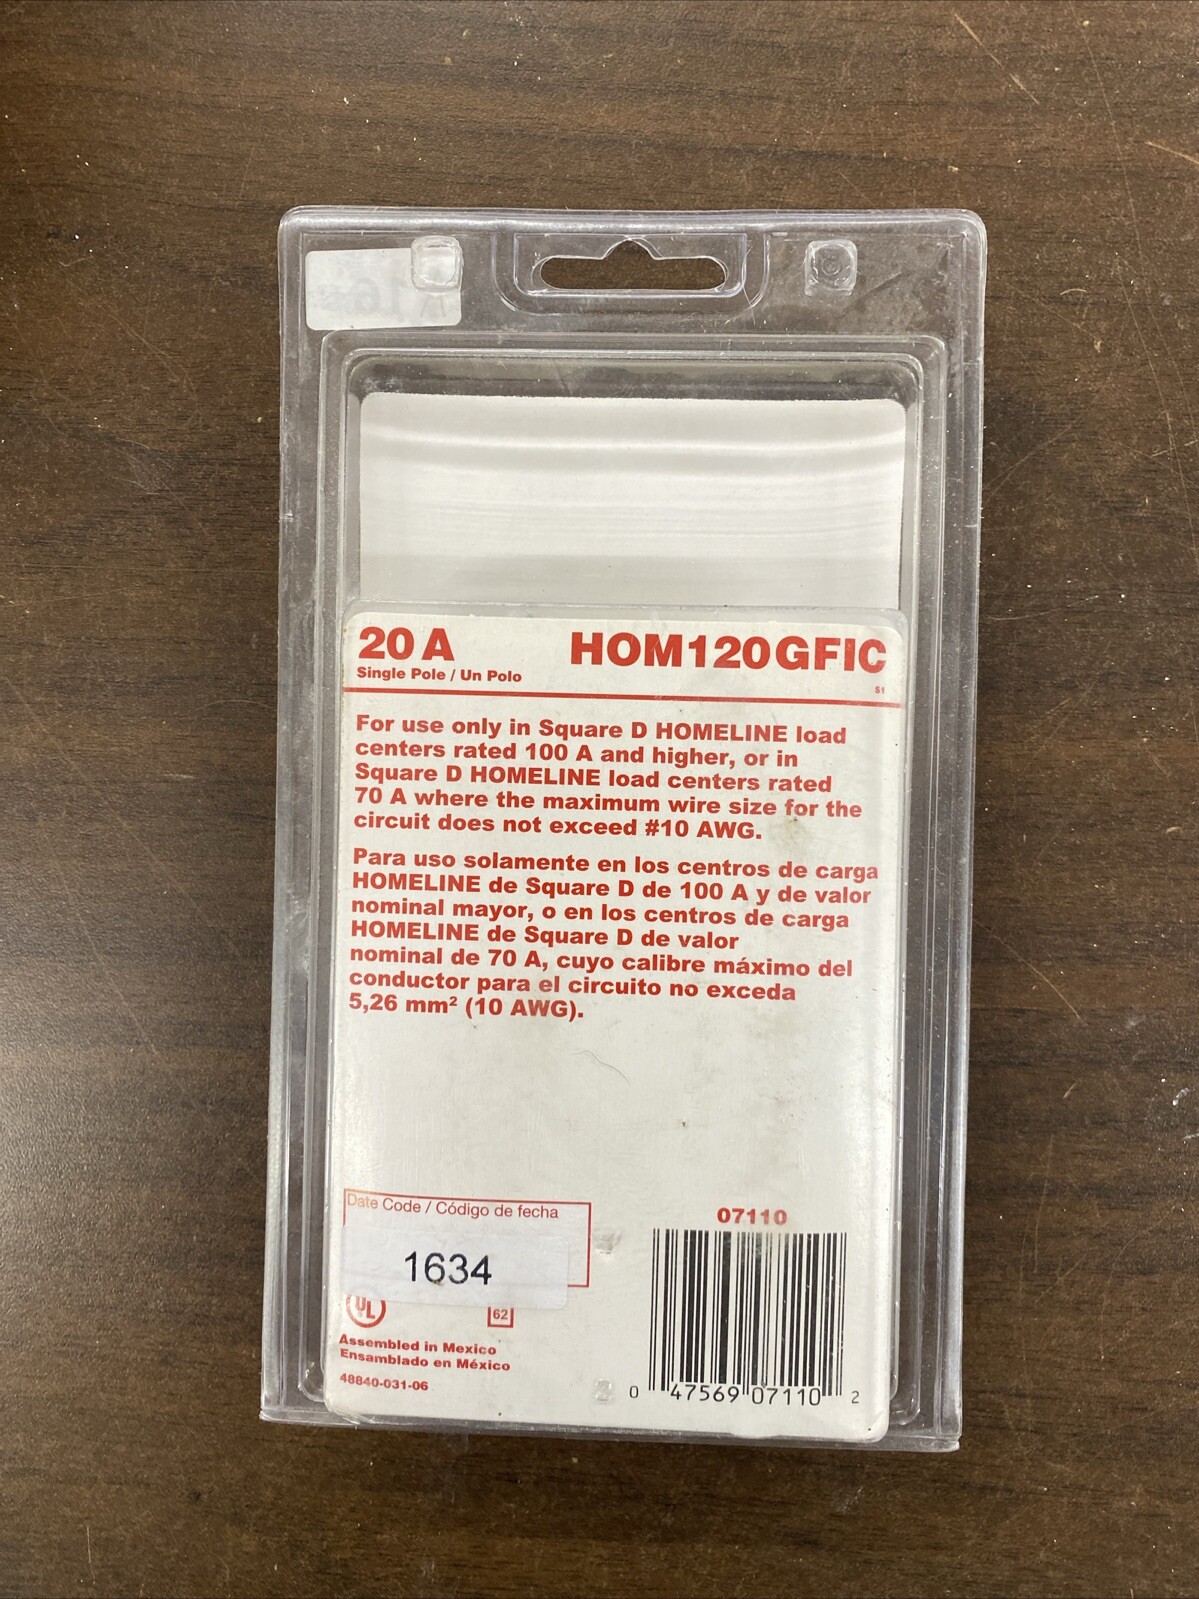 20 A HOM120GFIC
Single Pole / Un Polo
S1
For use only in Square D HOMELINE load
centers rated 100 A and higher, or in
Square D HOMELINE load centers rated
70 A where the maximum wire size for the
circuit does not exceed #10 AWG.
Para uso solamente en los centros de carga
HOMELINE de Square D de 100 A y de valor
nominal mayor, o en los centros de carga
HOMELINE de Square D de valor
nominal de 70 A, cuyo calibre máximo del
conductor para el circuito no exceda
5,26 mm² (10 AWG).
Date Code / Código de fecha
1634
UL
62
Assembled in Mexico
Ensamblado en México
48840-031-06
07110
0 47569 07110 2